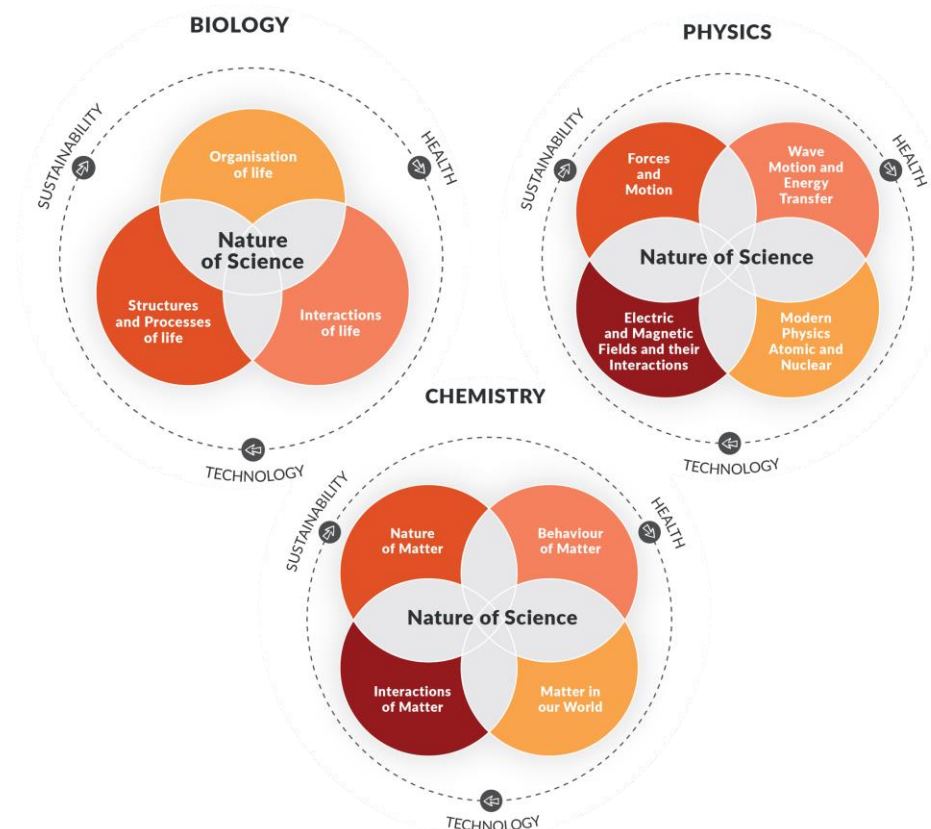 BIOLOGY
SUSTAINABILITY
HEALTH
Organisation
of life
Nature
of Science
Structures
and Processes
of life
Interactions
of life
TECHNOLOGY
PHYSICS
SUSTAINABILITY
HEALTH
Forces
and
Motion
Wave
Motion and
Energy
Transfer
Nature of Science
Electric
and Magnetic
Fields and their
Interactions
Modern
Physics
Atomic and
Nuclear
TECHNOLOGY
CHEMISTRY
SUSTAINABILITY
HEALTH
Nature
of Matter
Behaviour
of Matter
Nature of Science
Interactions
of Matter
Matter in
our World
TECHNOLOGY